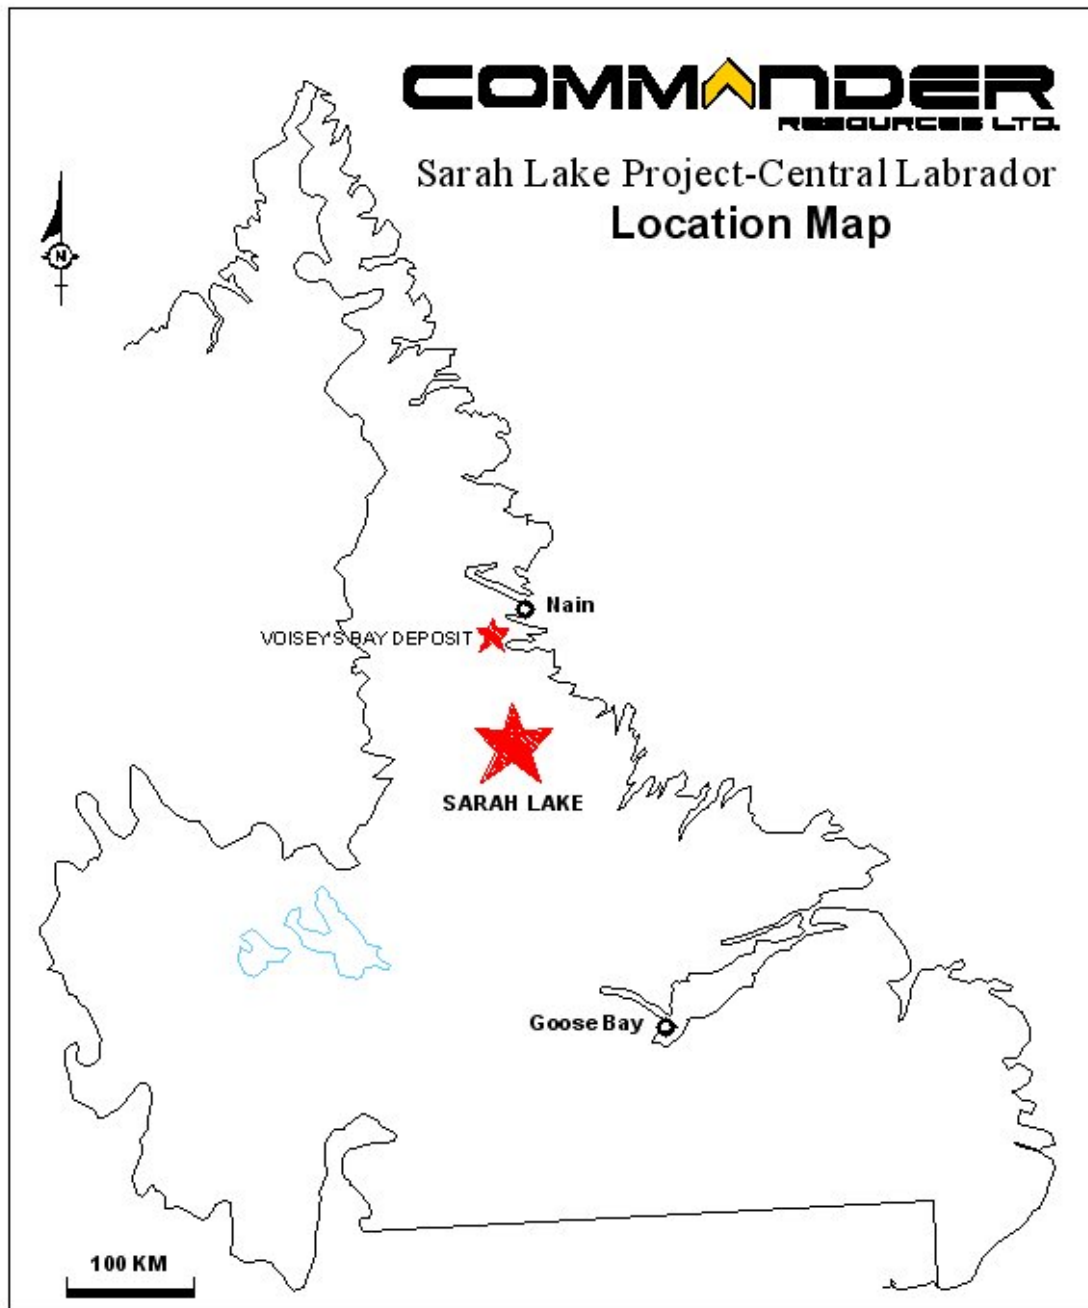 COMMANDER
RESOURCES LTD.
Sarah Lake Project-Central Labrador
Location Map
N
Nain
VOISEY'S BAY DEPOSIT
SARAH LAKE
Goose Bay
100 KM